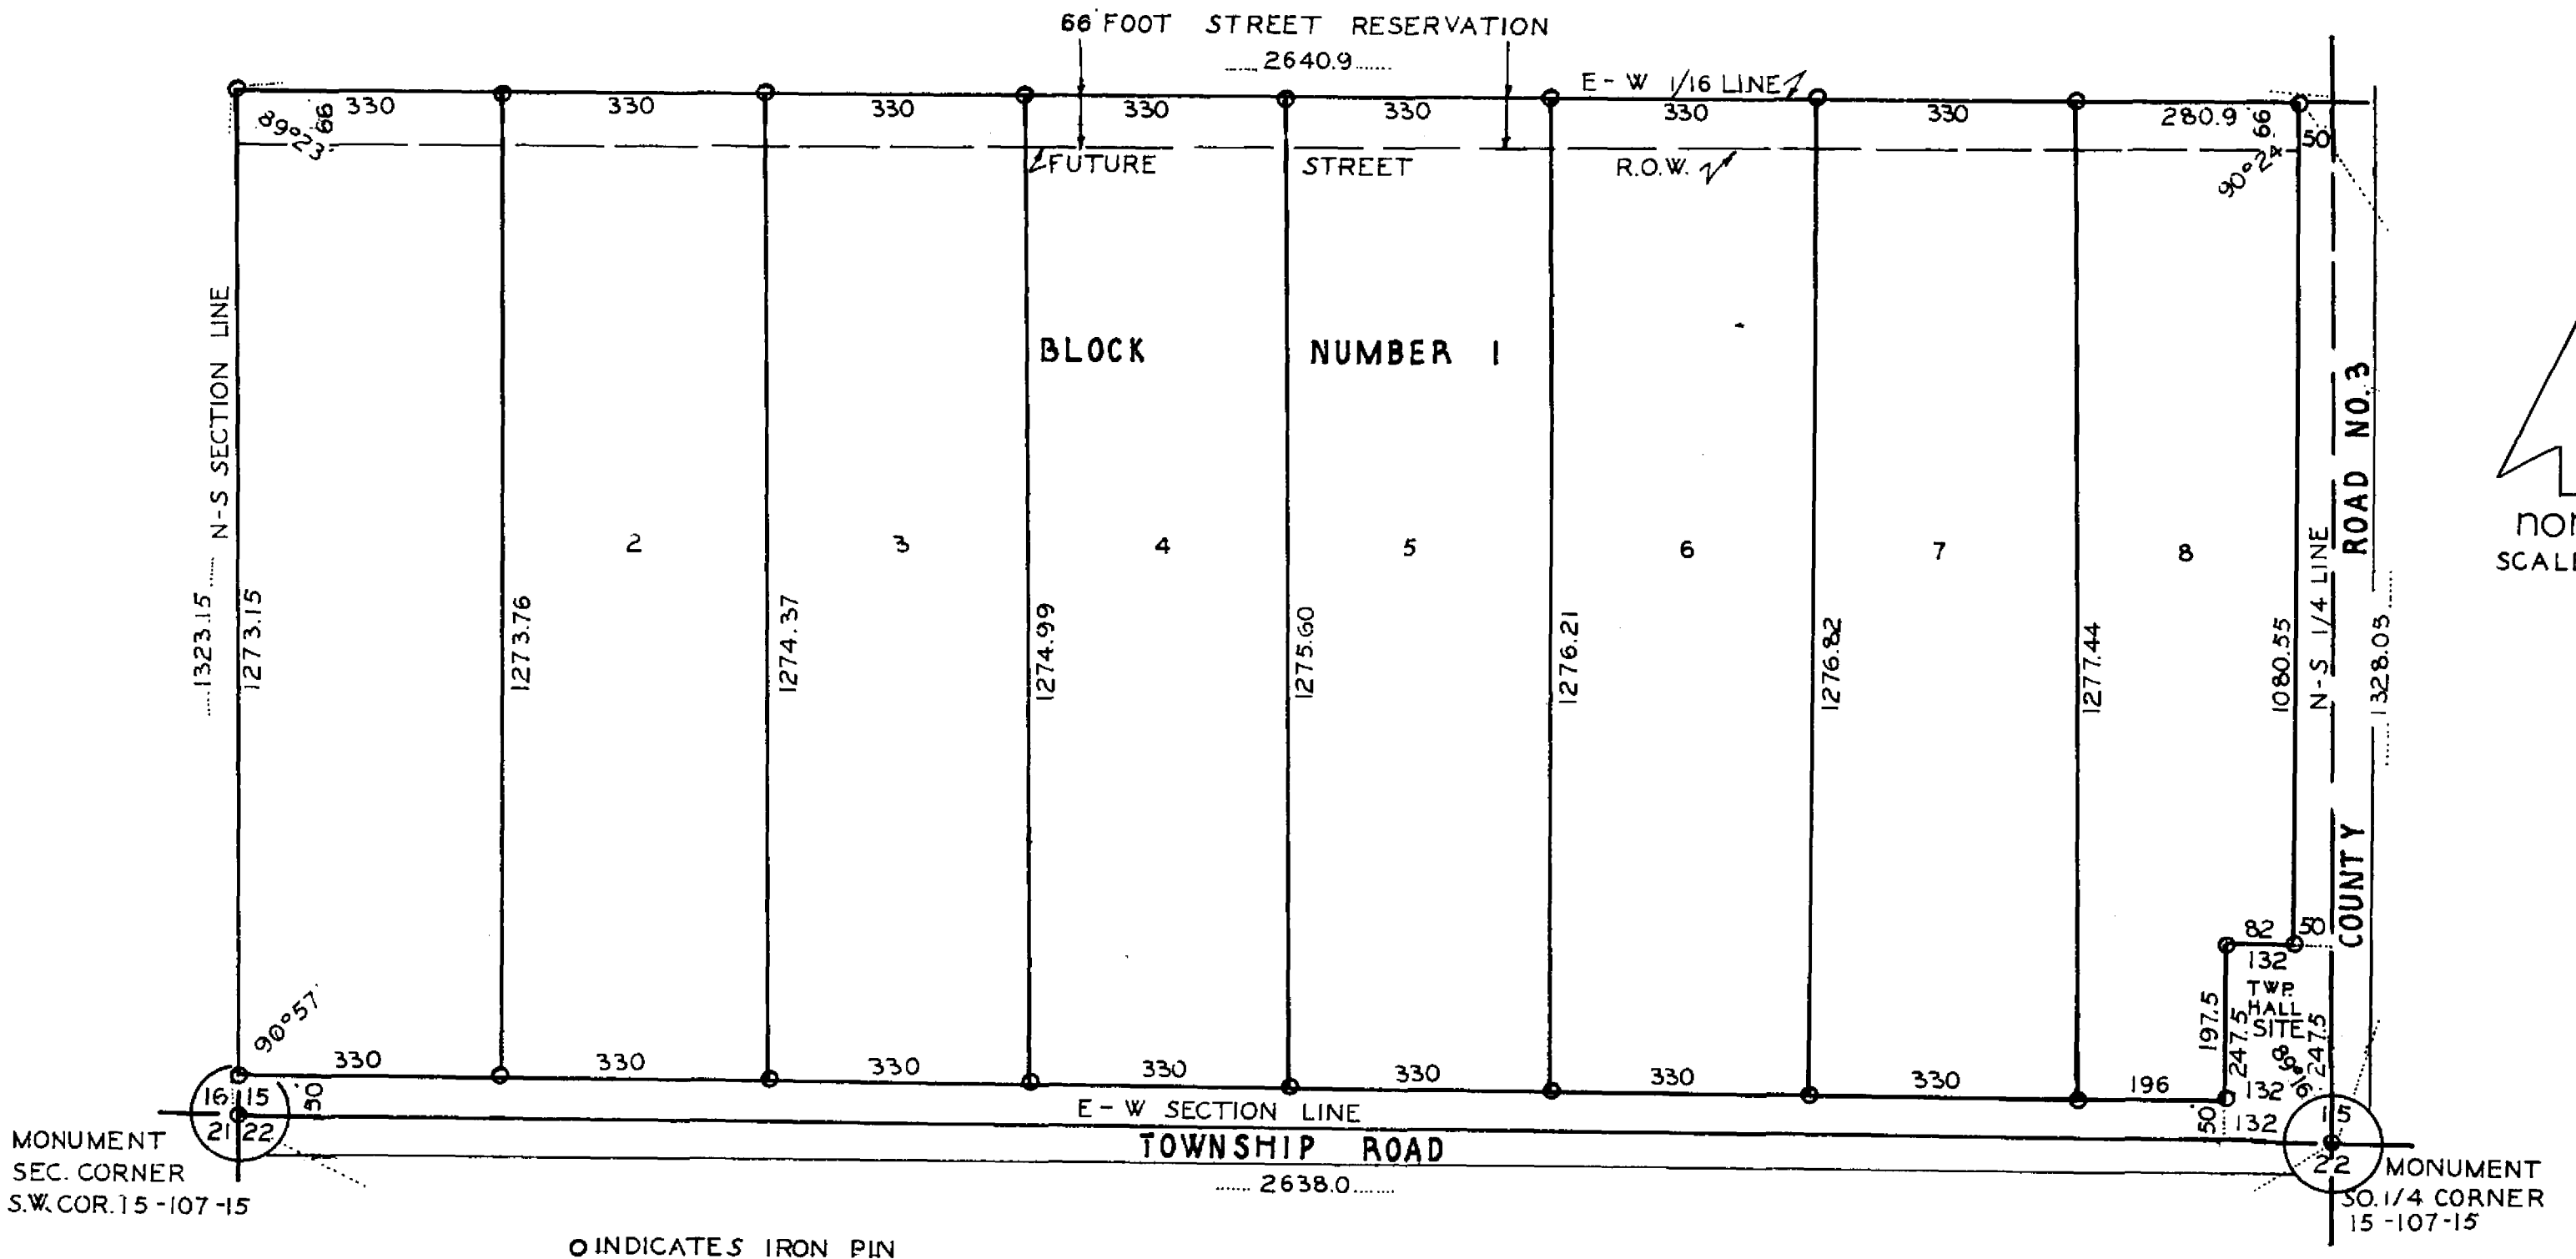 66 FOOT STREET RESERVATION
2640.9
E-W 1/16 LINE
330 330 330 330 330 330 330 280.9
66 66 50
89°23' 90°24'
FUTURE STREET R.O.W.
N-S SECTION LINE
1323.15
BLOCK NUMBER 1
2 3 4 5 6 7 8
1273.15 1273.76 1274.37 1274.99 1275.60 1276.21 1276.82 1277.44 1080.55
N-S 1/4 LINE
COUNTY ROAD NO. 3
1328.03
SCALE
82 50
132
TWP.
HALL
SITE
197.5 247.5 247.5
89°16'
90°57'
330 330 330 330 330 330 330 196 132
50' 50' 132
16 15
21 22
15
22
E-W SECTION LINE
TOWNSHIP ROAD
2638.0
MONUMENT
SEC. CORNER
S.W. COR. 15-107-15
MONUMENT
SO. 1/4 CORNER
15-107-15
O INDICATES IRON PIN